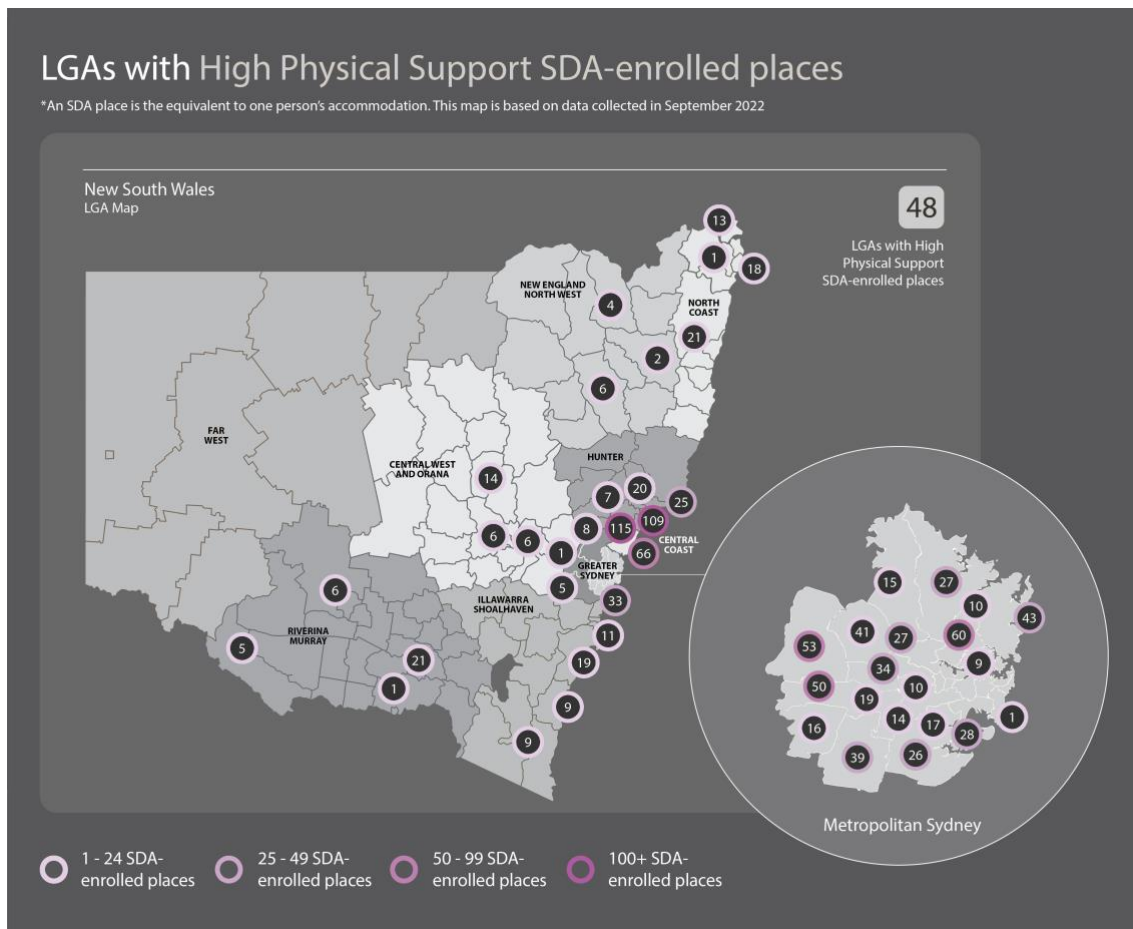 LGAs with High Physical Support SDA-enrolled places
*An SDA place is the equivalent to one person's accommodation. This map is based on data collected in September 2022
New South Wales
LGA Map
48
LGAs with High
Physical Support
SDA-enrolled places
13
1
18
NEW ENGLAND
NORTH WEST
4
NORTH
COAST
21
2
6
FAR
WEST
HUNTER
CENTRAL WEST
AND ORANA
14
7
20
25
6
6
1
8
115
109
66
CENTRAL
COAST
GREATER
SYDNEY
5
33
ILLAWARRA
SHOALHAVEN
6
RIVERINA
MURRAY
5
21
1
11
19
9
9
15
27
10
43
41
27
60
53
34
9
50
19
10
16
14
17
28
1
39
26
Metropolitan Sydney
1 - 24 SDA-
enrolled places
25 - 49 SDA-
enrolled places
50 - 99 SDA-
enrolled places
100+ SDA-
enrolled places